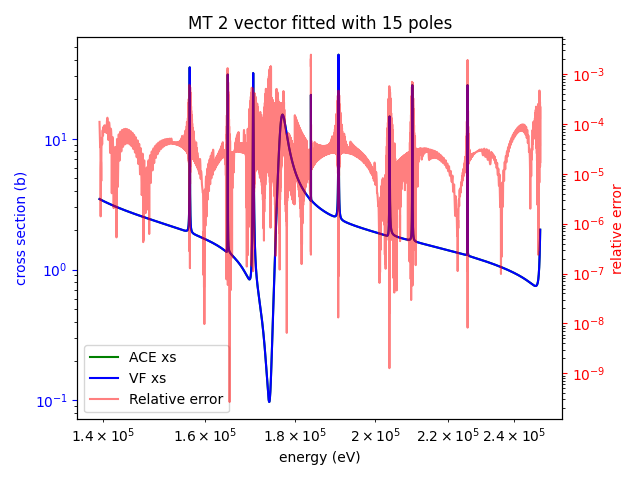 MT 2 vector fitted with 15 poles
cross section (b)
10¹
10⁰
10⁻¹
10⁻³
10⁻⁴
10⁻⁵
10⁻⁶
10⁻⁷
10⁻⁸
10⁻⁹
relative error
ACE xs
VF xs
Relative error
1.4 × 10⁵ 1.6 × 10⁵ 1.8 × 10⁵ 2 × 10⁵ 2.2 × 10⁵ 2.4 × 10⁵
energy (eV)